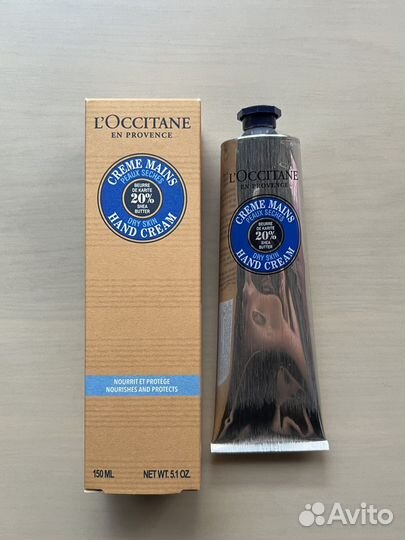 L'OCCITANE
EN PROVENCE
CREME MAINS
PEAUX SECHES
BEURRE
DE KARITE
20%
SHEA
BUTTER
DRY SKIN
HAND CREAM
NOURRIT ET PROTÈGE
NOURISHES AND PROTECTS
150 ML NET WT. 5.1 OZ.
L'OCCITANE
EN PROVENCE
CREME MAINS
PEAUX SECHES
BEURRE
DE KARITE
20%
SHEA
BUTTER
DRY SKIN
HAND CREAM
Avito